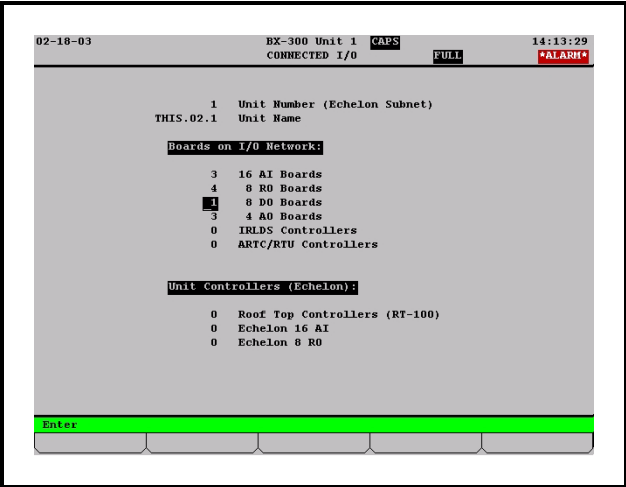 02-18-03 BX-300 Unit 1 CAPS 14:13:29
CONNECTED I/O FULL *ALARM*
1 Unit Number (Echelon Subnet)
THIS.02.1 Unit Name
Boards on I/O Network:
3 16 AI Boards
4 8 RO Boards
1 8 DO Boards
3 4 AO Boards
0 IRLDS Controllers
0 ARTC/RTU Controllers
Unit Controllers (Echelon):
0 Roof Top Controllers (RT-100)
0 Echelon 16 AI
0 Echelon 8 RO
Enter